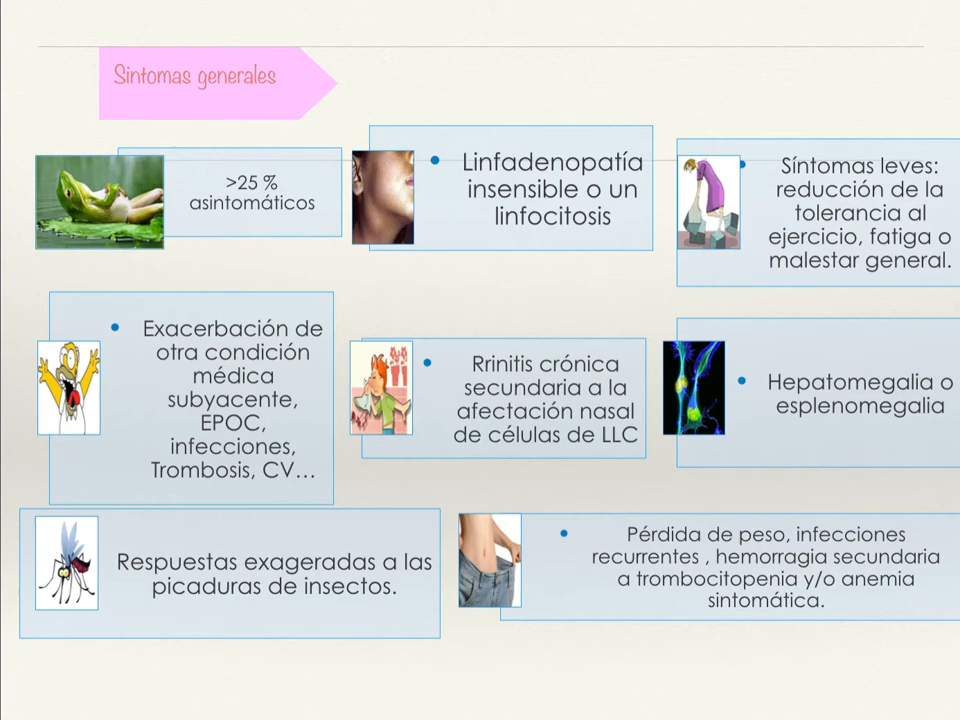 Sintomas generales
>25 %
asintomáticos
• Linfadenopatía
insensible o un
linfocitosis
• Síntomas leves:
reducción de la
tolerancia al
ejercicio, fatiga o
malestar general.
• Exacerbación de
otra condición
médica
subyacente,
EPOC,
infecciones,
Trombosis, CV...
• Rrinitis crónica
secundaria a la
afectación nasal
de células de LLC
• Hepatomegalia o
esplenomegalia
Respuestas exageradas a las
picaduras de insectos.
• Pérdida de peso, infecciones
recurrentes , hemorragia secundaria
a trombocitopenia y/o anemia
sintomática.